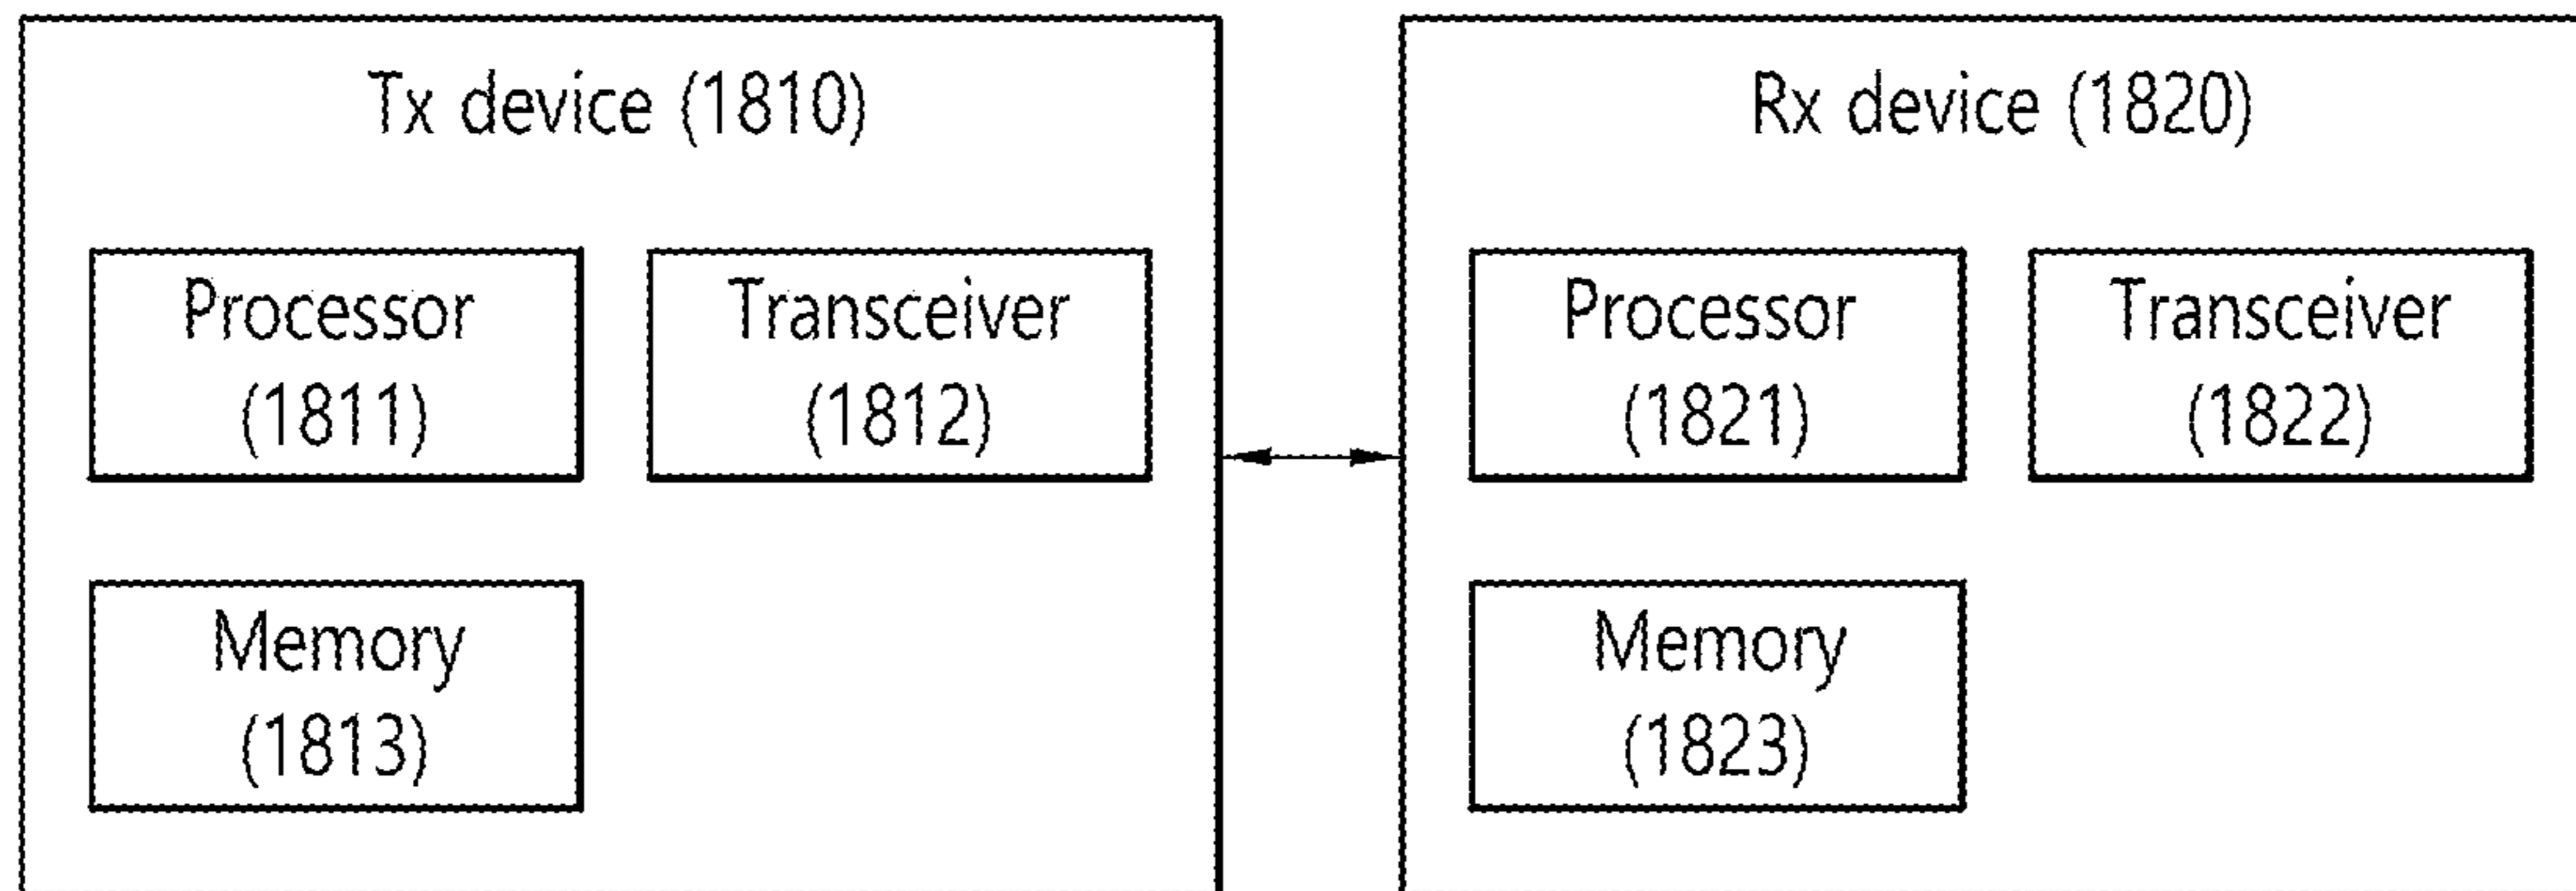 Tx device (1810)
Processor
(1811)
Transceiver
(1812)
Memory
(1813)
Rx device (1820)
Processor
(1821)
Transceiver
(1822)
Memory
(1823)